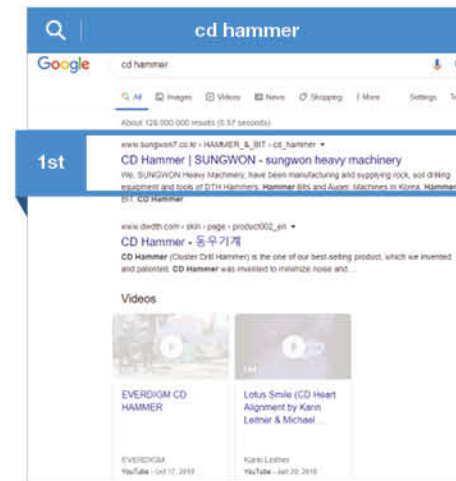 cd hammer
Google
cd hammer
All Images Videos News Shopping More Settings
About 128,000,000 results (0.57 seconds)
1st
www.sungwon7.co.kr › HAMMER_&_BIT › cd_hammer
CD Hammer | SUNGWON - sungwon heavy machinery
We, SUNGWON Heavy Machinery, have been manufacturing and supplying rock, soil drilling
equipment and tools of DTH Hammers, Hammer Bits and Auger Machines in Korea. Hammer
BIT. CD Hammer
www.dwdth.com › skin › page › product002_en
CD Hammer - 동우기계
CD Hammer (Cluster Drill Hammer) is the one of our best-selling product, which we invented
and patented. CD Hammer was invented to minimize noise and ...
Videos
EVERDIGM CD
HAMMER
EVERDIGM
YouTube - Oct 17, 2018
Lotus Smile (CD Heart
Alignment by Karin
Leitner & Michael ...
Karin Leitner
YouTube - Jun 20, 2018